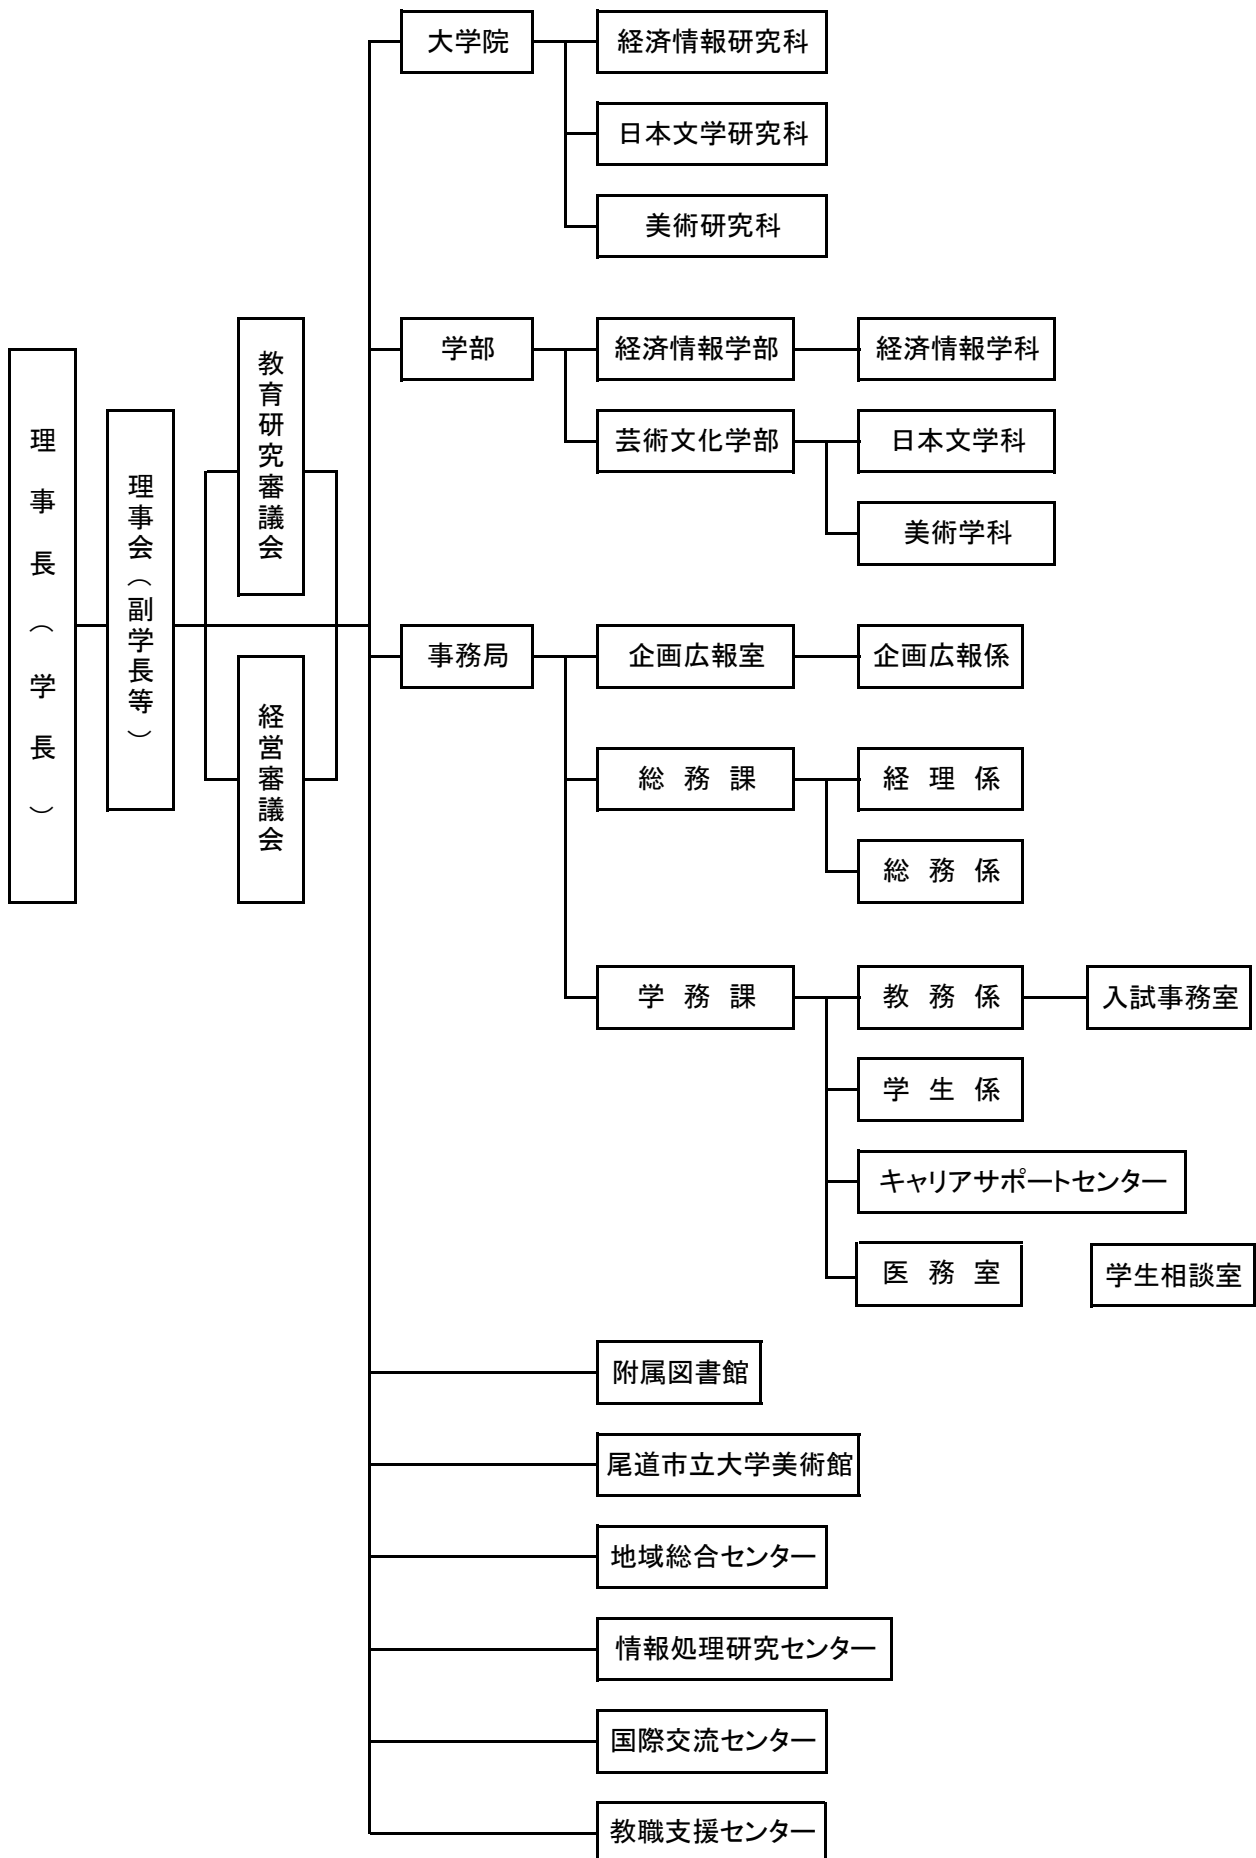 理事長（学長）
理事会（副学長等）
教育研究審議会
経営審議会
大学院
経済情報研究科
日本文学研究科
美術研究科
学部
経済情報学部
経済情報学科
芸術文化学部
日本文学科
美術学科
事務局
企画広報室
企画広報係
総 務 課
経 理 係
総 務 係
学 務 課
教 務 係
入試事務室
学 生 係
キャリアサポートセンター
医 務 室
学生相談室
附属図書館
尾道市立大学美術館
地域総合センター
情報処理研究センター
国際交流センター
教職支援センター